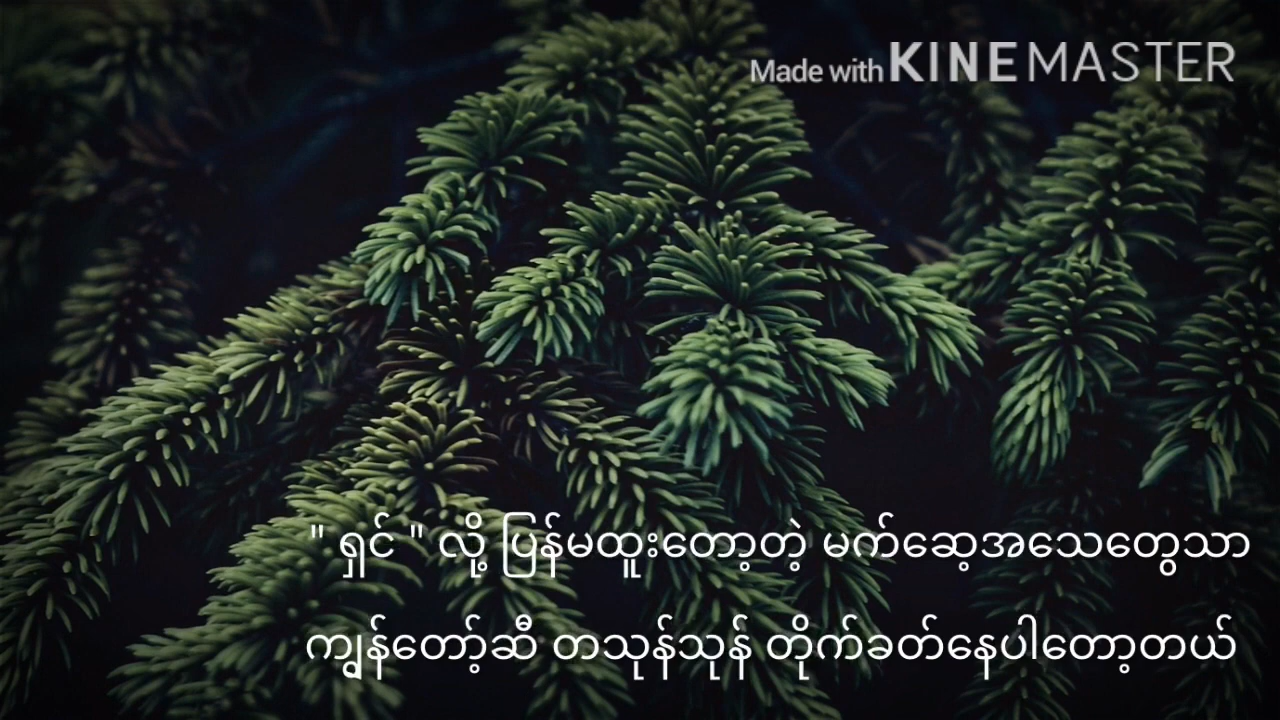 Made with KINEMASTER
" ရှင် " လို့ ပြန်မထူးတော့တဲ့ မက်ဆေ့အသေတွေသာ
ကျွန်တော့်ဆီ တသုန်သုန် တိုက်ခတ်နေပါတော့တယ်